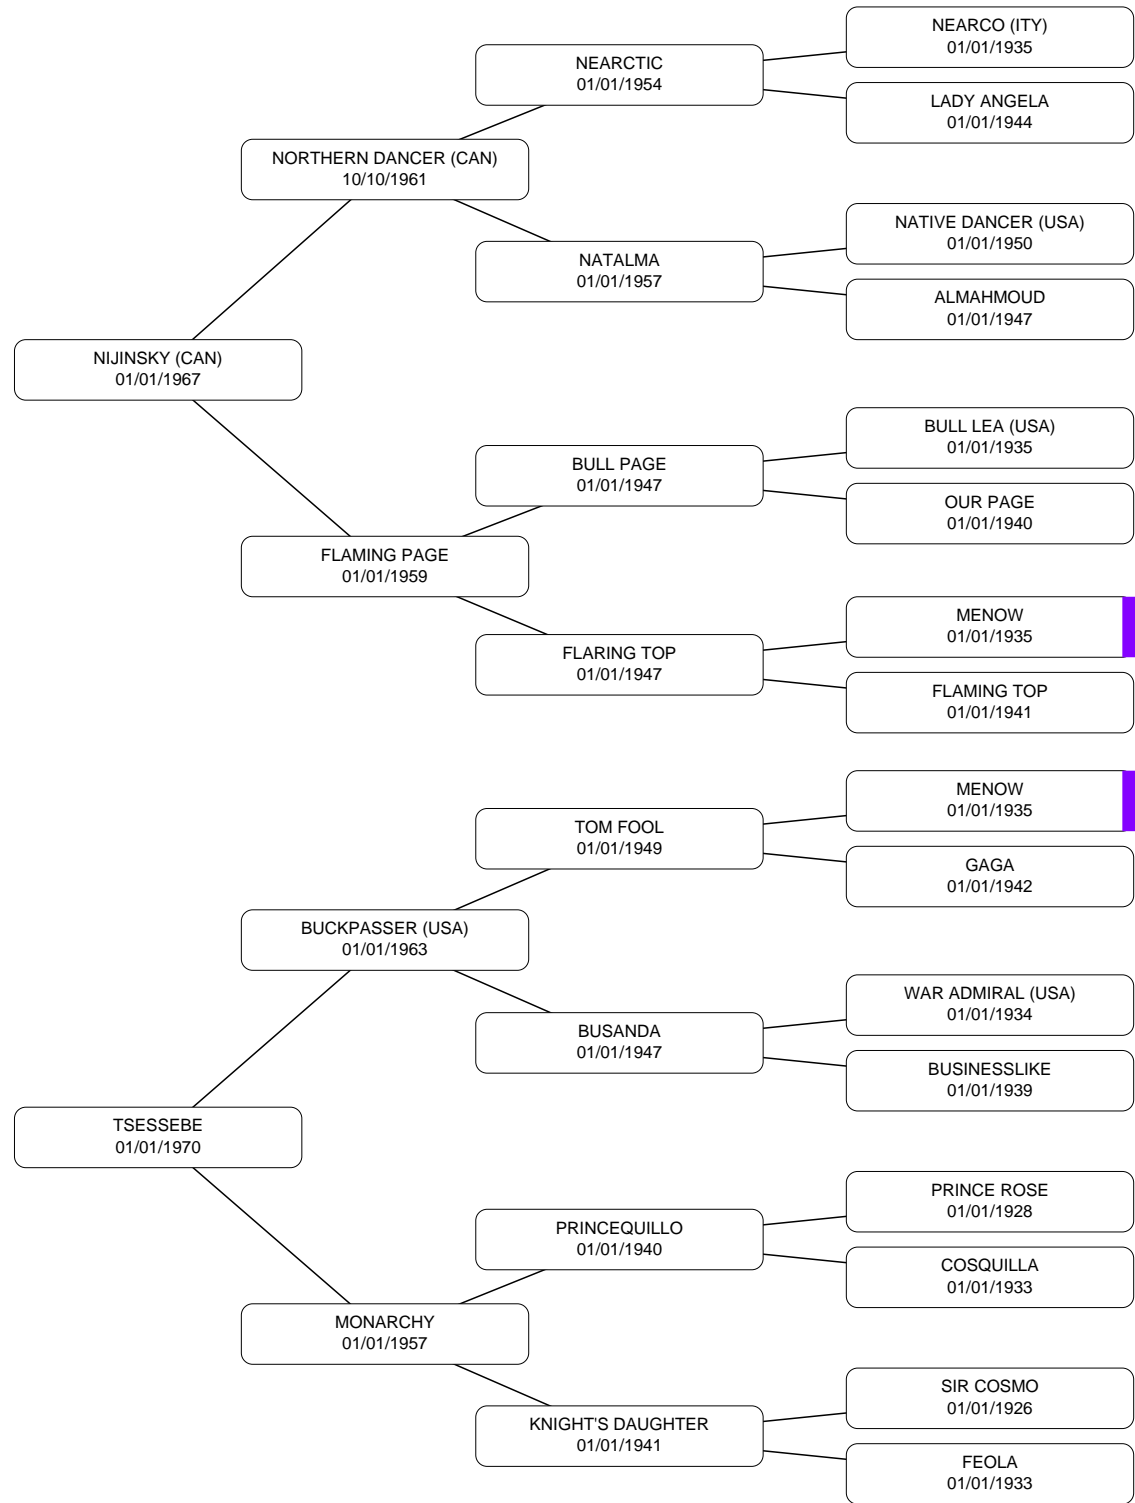 NEARCO (ITY)
01/01/1935
NEARCTIC
01/01/1954
LADY ANGELA
01/01/1944
NORTHERN DANCER (CAN)
10/10/1961
NATIVE DANCER (USA)
01/01/1950
NATALMA
01/01/1957
ALMAHMOUD
01/01/1947
NIJINSKY (CAN)
01/01/1967
BULL LEA (USA)
01/01/1935
BULL PAGE
01/01/1947
OUR PAGE
01/01/1940
FLAMING PAGE
01/01/1959
MENOW
01/01/1935
FLARING TOP
01/01/1947
FLAMING TOP
01/01/1941
MENOW
01/01/1935
TOM FOOL
01/01/1949
GAGA
01/01/1942
BUCKPASSER (USA)
01/01/1963
WAR ADMIRAL (USA)
01/01/1934
BUSANDA
01/01/1947
BUSINESSLIKE
01/01/1939
TSESSEBE
01/01/1970
PRINCE ROSE
01/01/1928
PRINCEQUILLO
01/01/1940
COSQUILLA
01/01/1933
MONARCHY
01/01/1957
SIR COSMO
01/01/1926
KNIGHT'S DAUGHTER
01/01/1941
FEOLA
01/01/1933